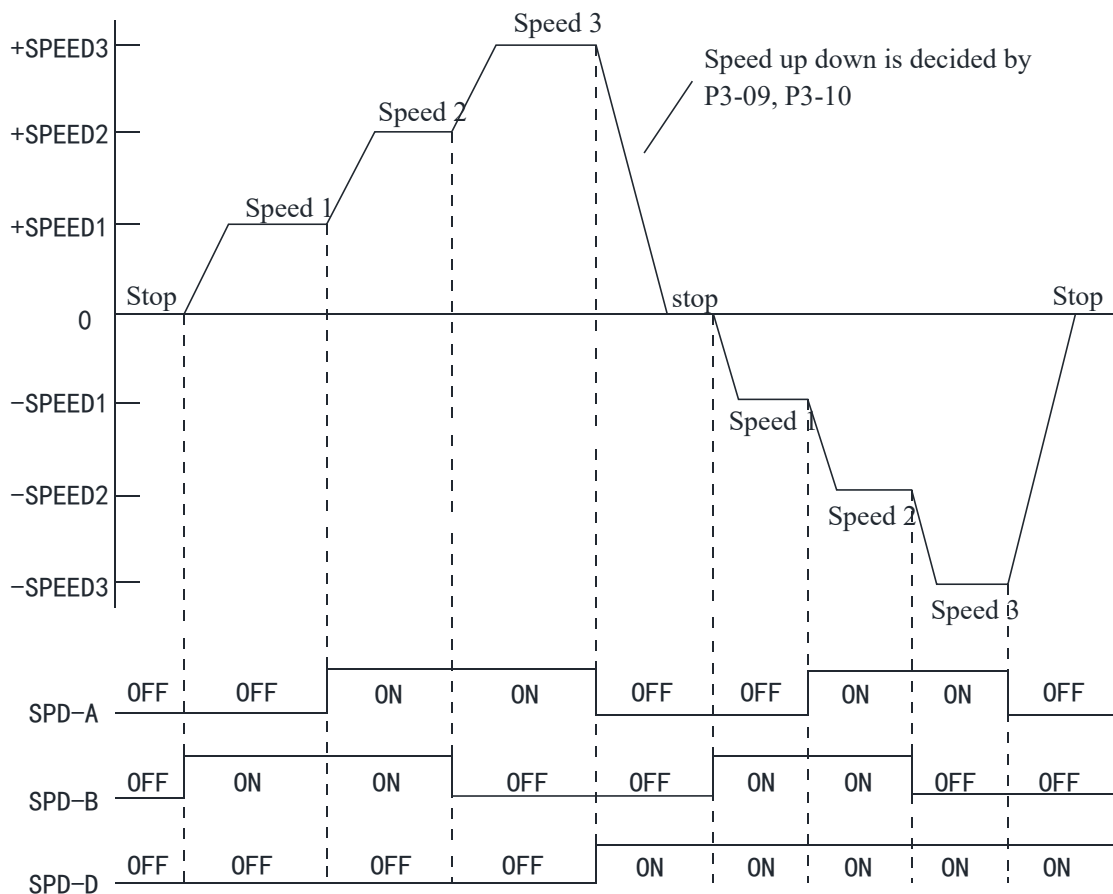 Speed 3
+SPEED3
Speed up down is decided by
P3-09, P3-10
Speed 2
+SPEED2
Speed 1
+SPEED1
Stop
stop
Stop
0
-SPEED1
Speed 1
-SPEED2
Speed 2
-SPEED3
Speed 3
SPD-A OFF OFF ON ON OFF OFF ON ON OFF
SPD-B OFF ON ON OFF OFF ON ON OFF OFF
SPD-D OFF OFF OFF OFF ON ON ON ON ON